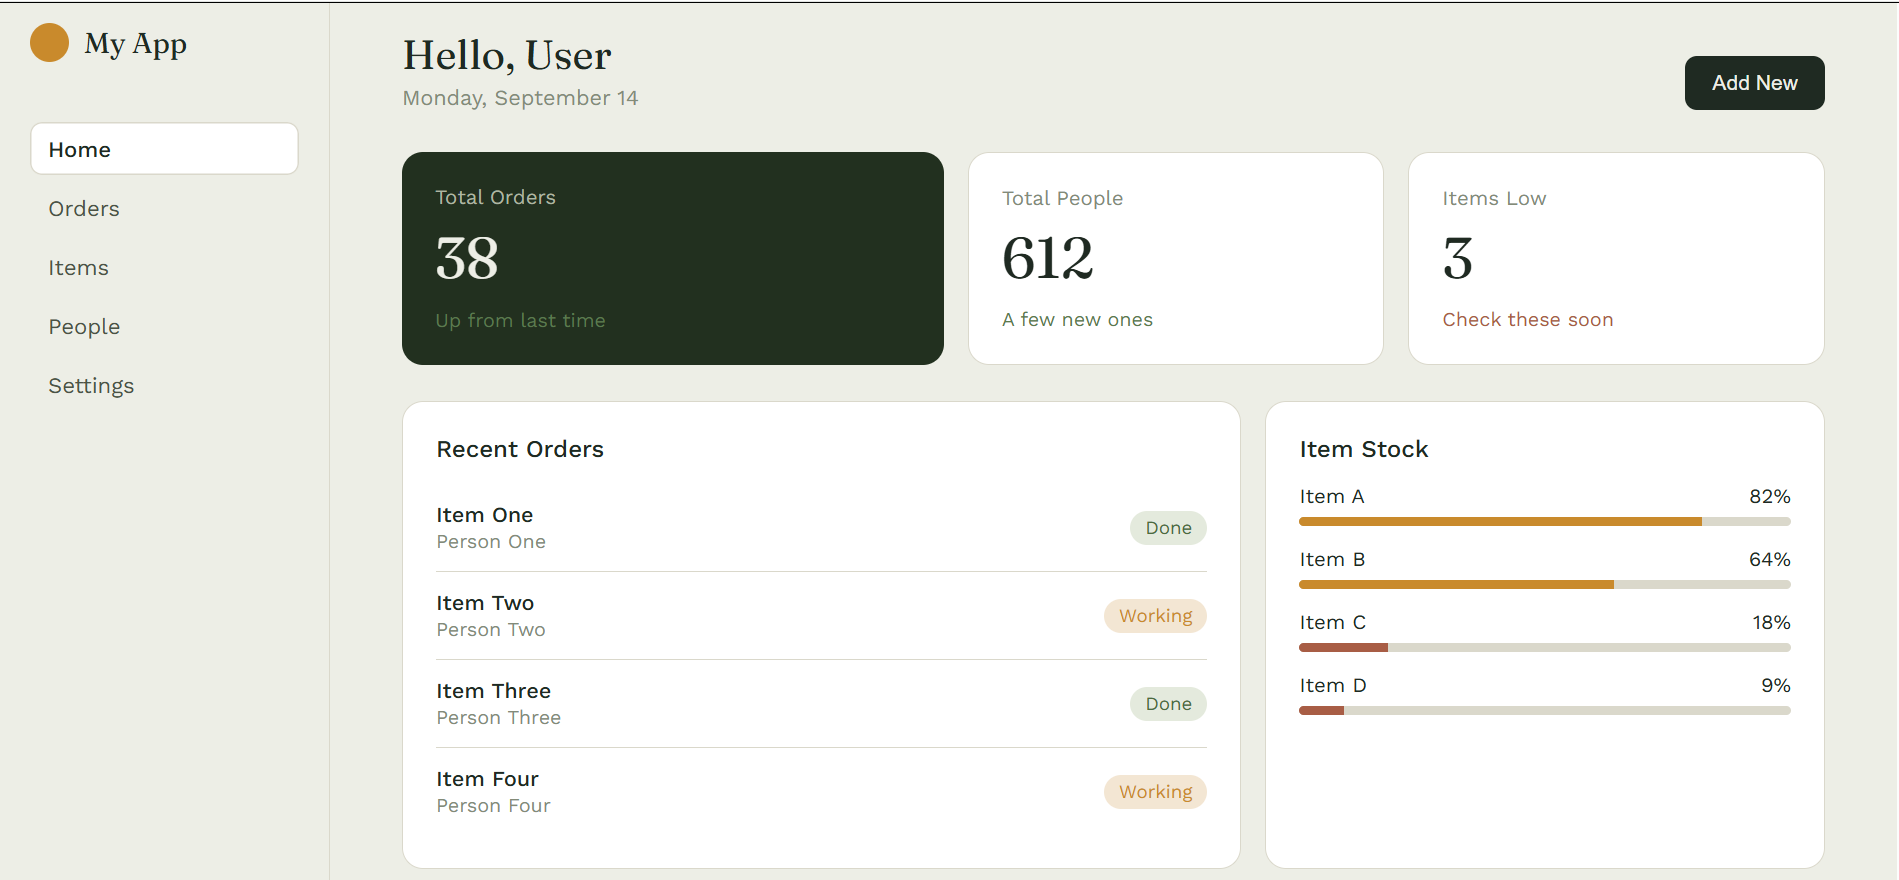 My App
Home
Orders
Items
People
Settings
Hello, User
Monday, September 14
Add New
Total Orders
38
Up from last time
Total People
612
A few new ones
Items Low
3
Check these soon
Recent Orders
Item One
Person One
Done
Item Two
Person Two
Working
Item Three
Person Three
Done
Item Four
Person Four
Working
Item Stock
Item A 82%
Item B 64%
Item C 18%
Item D 9%